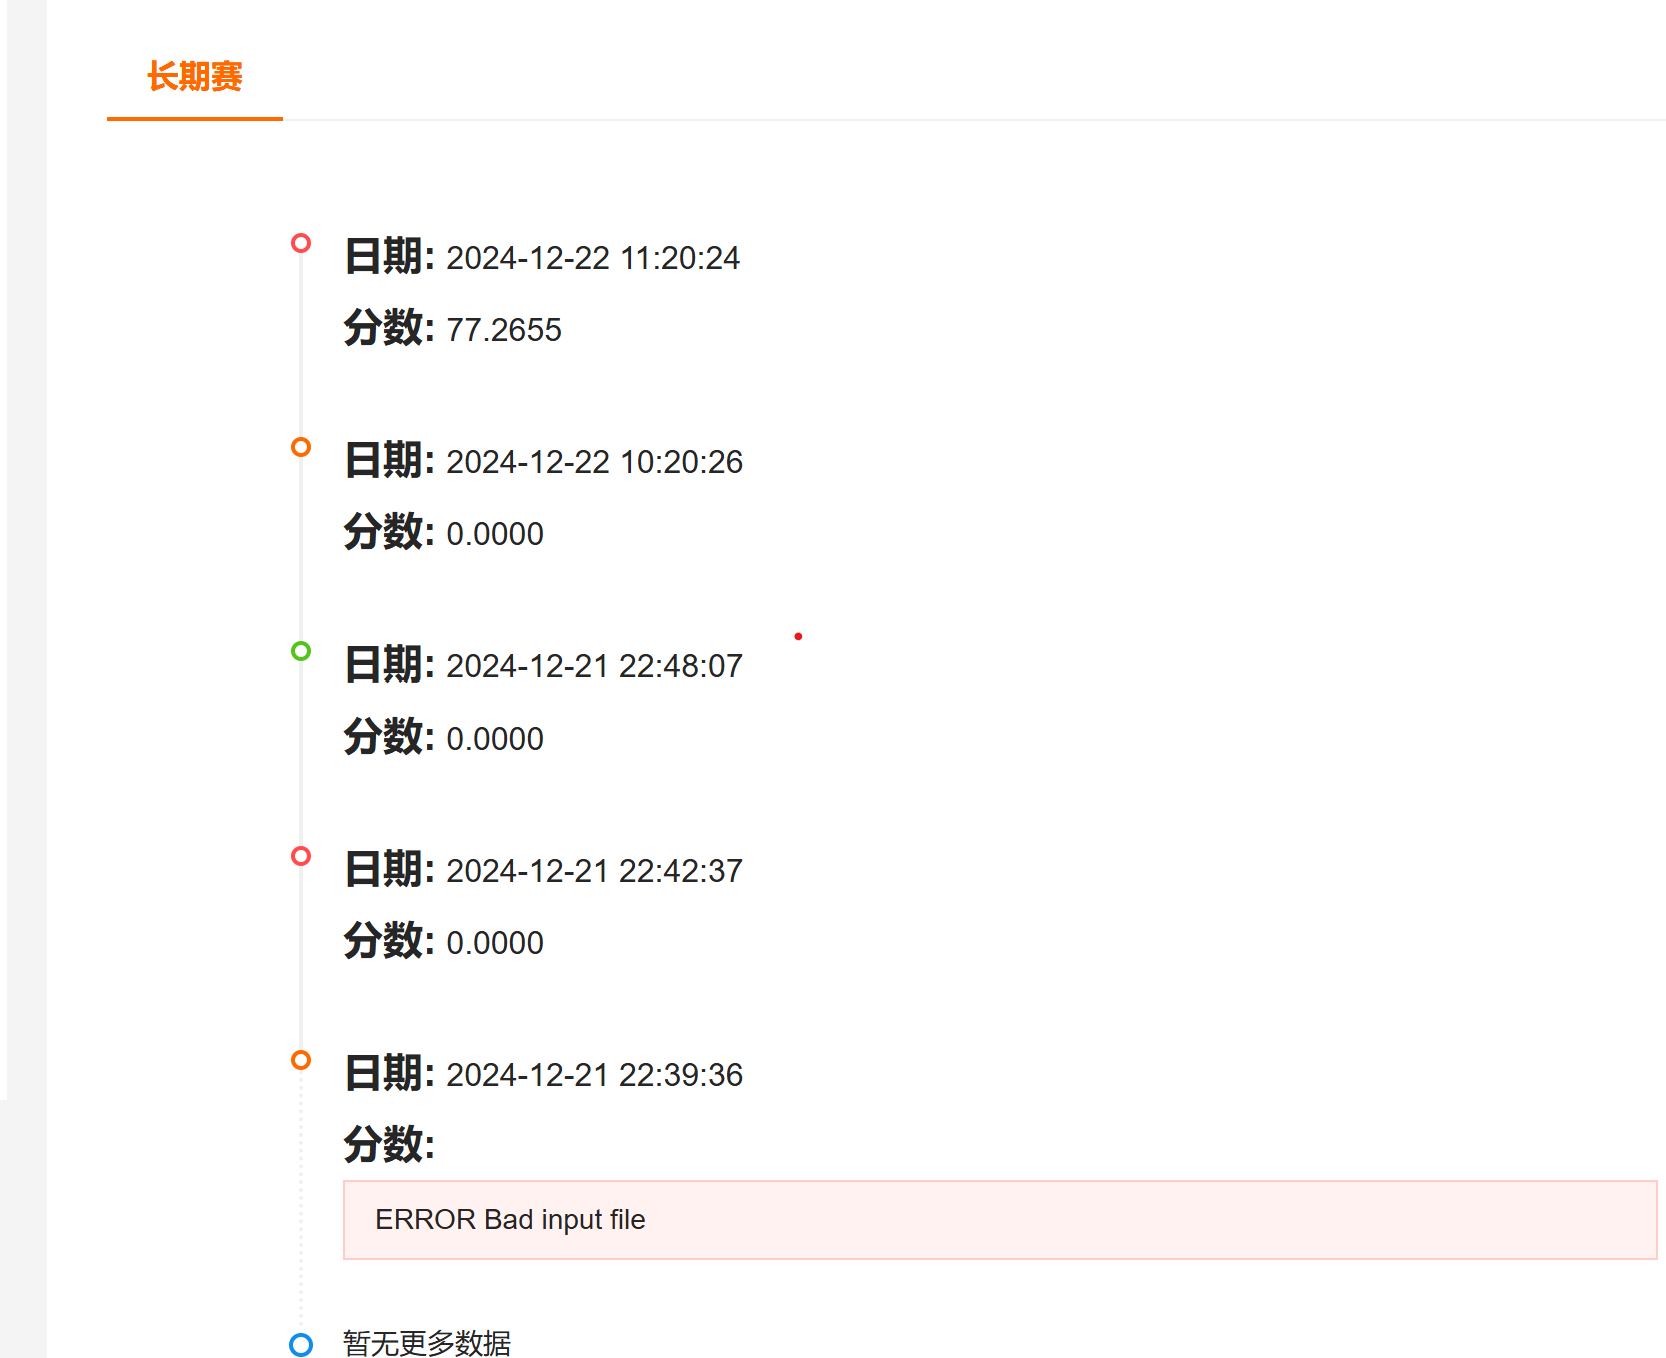 长期赛
日期: 2024-12-22 11:20:24
分数: 77.2655
日期: 2024-12-22 10:20:26
分数: 0.0000
日期: 2024-12-21 22:48:07
分数: 0.0000
日期: 2024-12-21 22:42:37
分数: 0.0000
日期: 2024-12-21 22:39:36
分数:
ERROR Bad input file
暂无更多数据